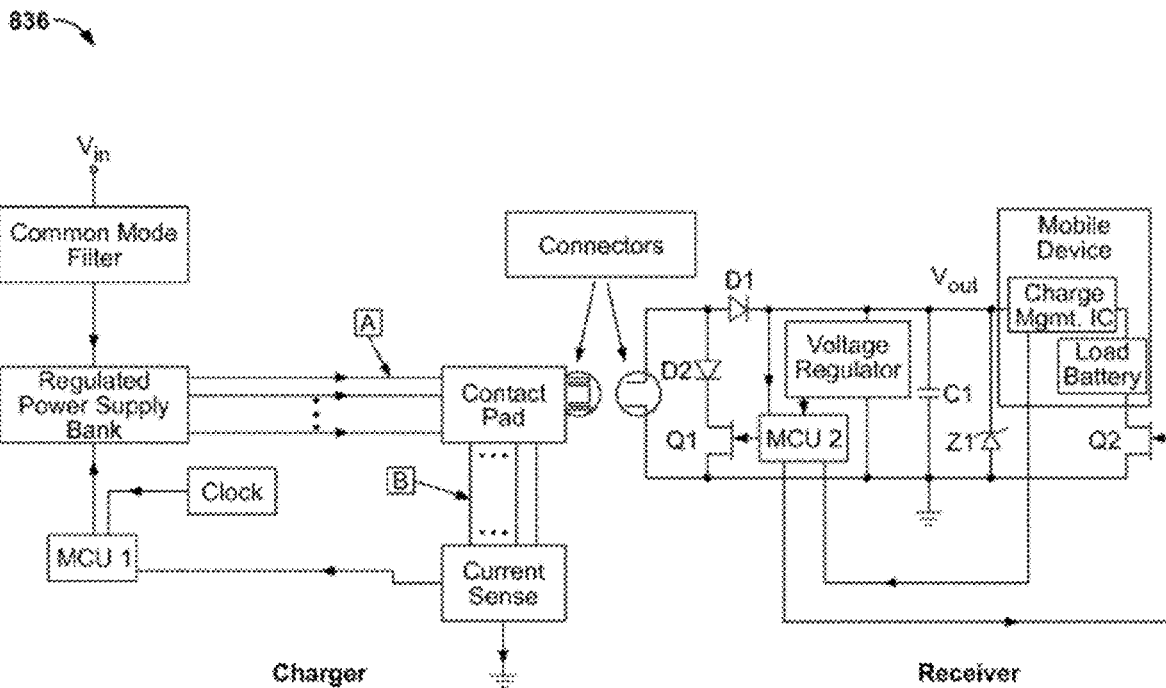 836
Vin
Common Mode
Filter
Connectors
Mobile
Device
D1
Vout
Charge
Mgmt. IC
A
Voltage
Regulator
Load
Battery
D2
Regulated
Power Supply
Bank
Contact
Pad
C1
Q1
MCU 2
Z1
Q2
B
Clock
MCU 1
Current
Sense
Charger
Receiver